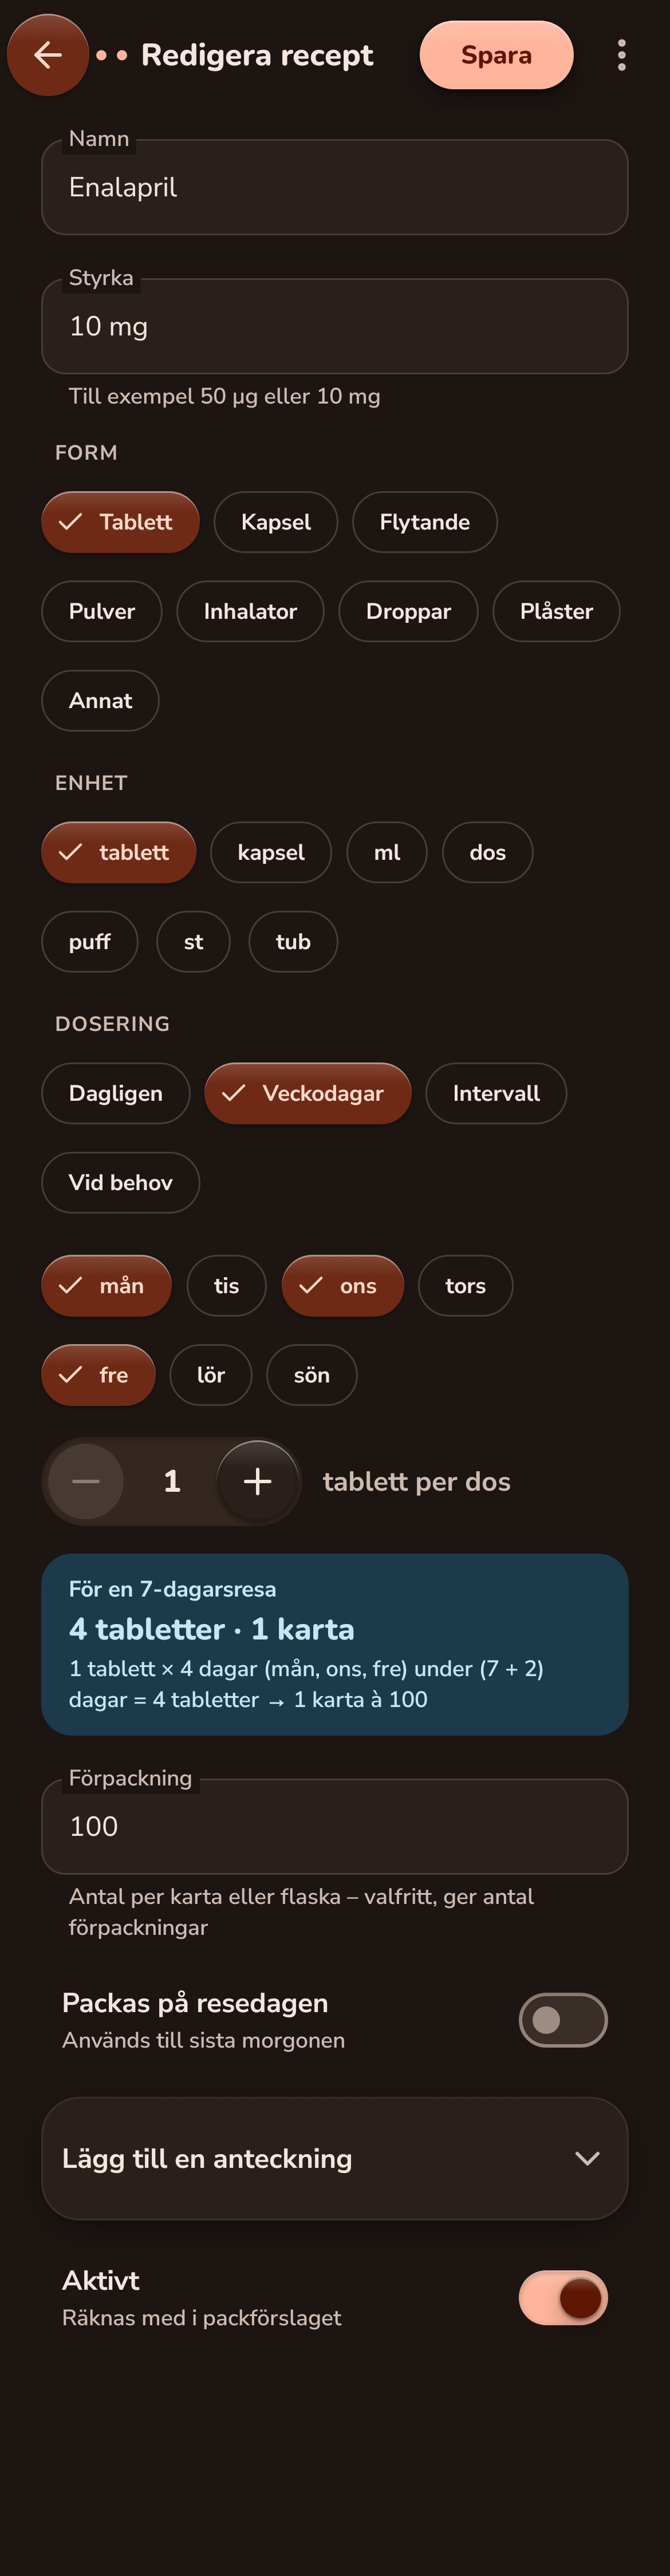 Redigera recept
Spara
Namn
Enalapril
Styrka
10 mg
Till exempel 50 µg eller 10 mg
FORM
Tablett
Kapsel
Flytande
Pulver
Inhalator
Droppar
Plåster
Annat
ENHET
tablett
kapsel
ml
dos
puff
st
tub
DOSERING
Dagligen
Veckodagar
Intervall
Vid behov
mån
tis
ons
tors
fre
lör
sön
1
tablett per dos
För en 7-dagarsresa
4 tabletter · 1 karta
1 tablett × 4 dagar (mån, ons, fre) under (7 + 2)
dagar = 4 tabletter → 1 karta à 100
Förpackning
100
Antal per karta eller flaska – valfritt, ger antal
förpackningar
Packas på resedagen
Används till sista morgonen
Lägg till en anteckning
Aktivt
Räknas med i packförslaget